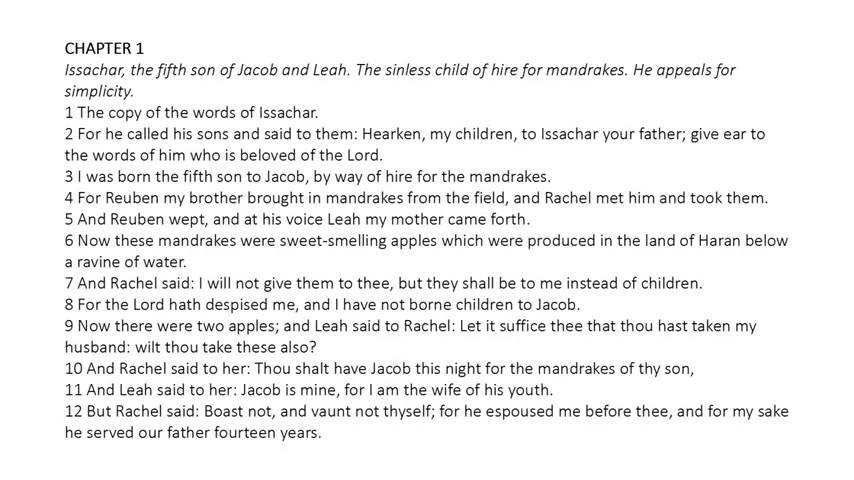 CHAPTER 1
Issachar, the fifth son of Jacob and Leah. The sinless child of hire for mandrakes. He appeals for
simplicity.
1 The copy of the words of Issachar.
2 For he called his sons and said to them: Hearken, my children, to Issachar your father; give ear to
the words of him who is beloved of the Lord.
3 I was born the fifth son to Jacob, by way of hire for the mandrakes.
4 For Reuben my brother brought in mandrakes from the field, and Rachel met him and took them.
5 And Reuben wept, and at his voice Leah my mother came forth.
6 Now these mandrakes were sweet-smelling apples which were produced in the land of Haran below
a ravine of water.
7 And Rachel said: I will not give them to thee, but they shall be to me instead of children.
8 For the Lord hath despised me, and I have not borne children to Jacob.
9 Now there were two apples; and Leah said to Rachel: Let it suffice thee that thou hast taken my
husband: wilt thou take these also?
10 And Rachel said to her: Thou shalt have Jacob this night for the mandrakes of thy son,
11 And Leah said to her: Jacob is mine, for I am the wife of his youth.
12 But Rachel said: Boast not, and vaunt not thyself; for he espoused me before thee, and for my sake
he served our father fourteen years.